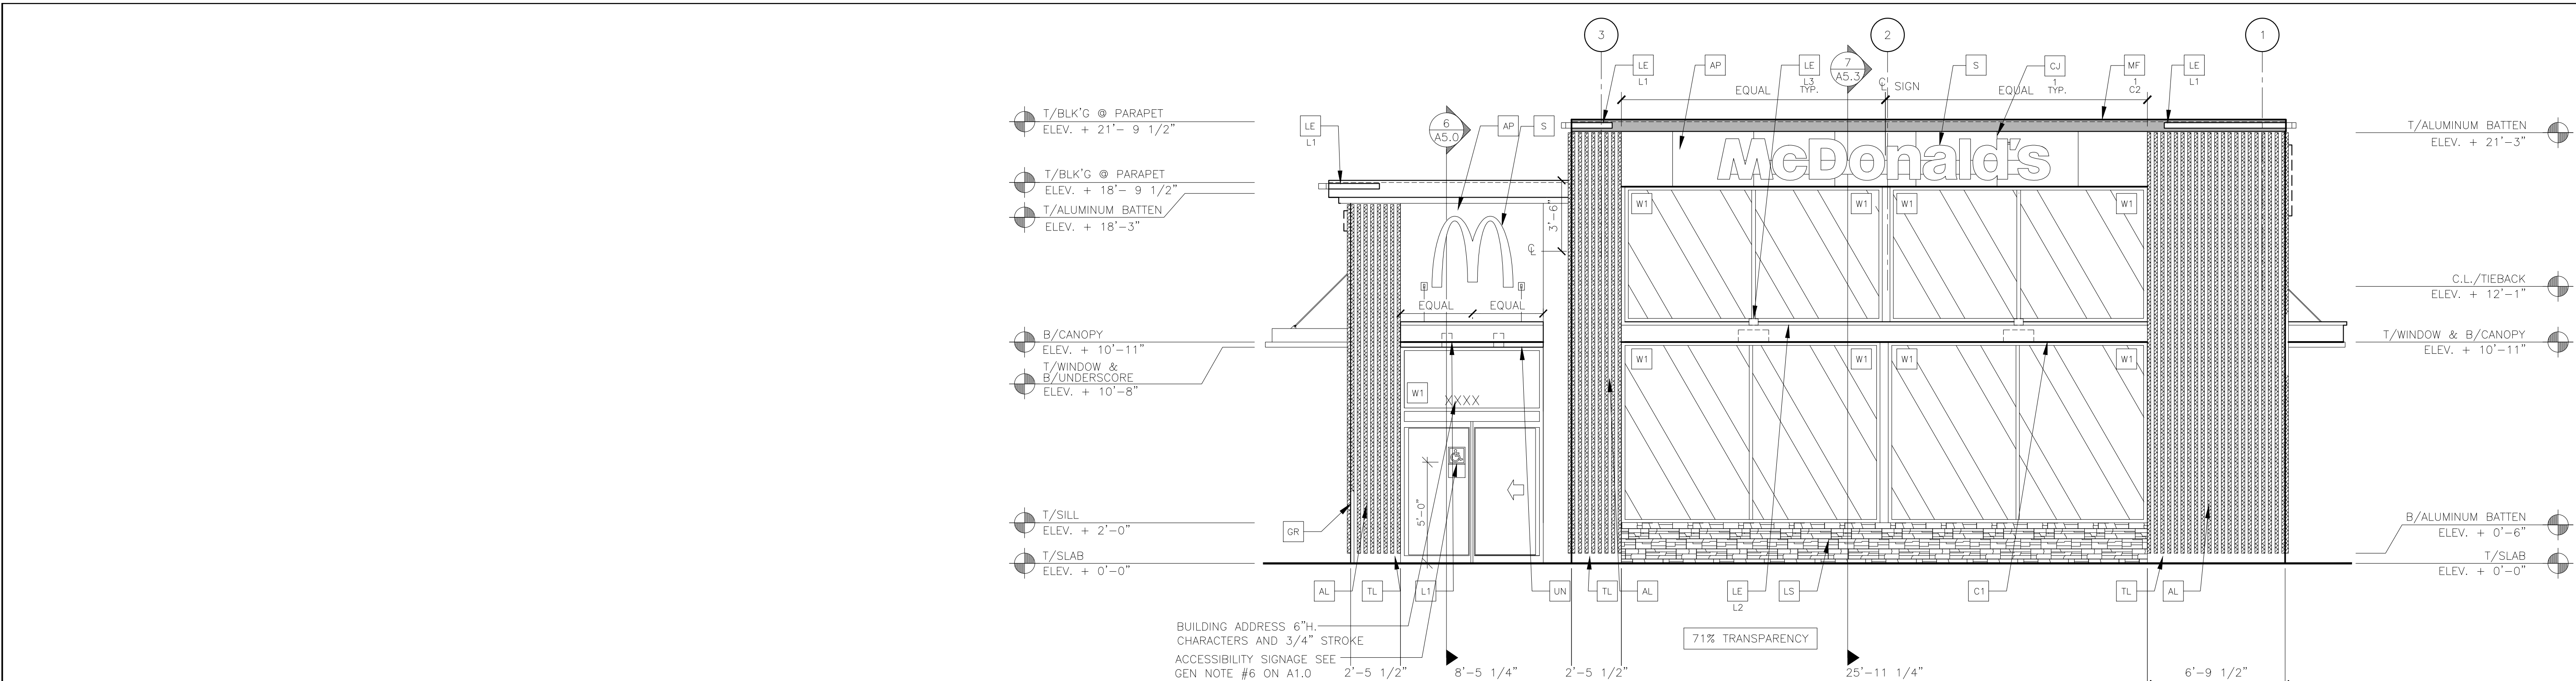 3
2
1
LE
L1
AP
LE
L3
TYP.
7
A5.3
S
CJ
1
TYP.
MF
1
C2
LE
L1
EQUAL
℄ SIGN
EQUAL
T/BLK'G @ PARAPET
ELEV. + 21'- 9 1/2"
LE
L1
6
A5.0
AP
S
T/ALUMINUM BATTEN
ELEV. + 21'-3"
McDonald's
T/BLK'G @ PARAPET
ELEV. + 18'- 9 1/2"
T/ALUMINUM BATTEN
ELEV. + 18'-3"
W1
W1
W1
W1
3'-6"
℄
C.L./TIEBACK
ELEV. + 12'-1"
EQUAL
EQUAL
B/CANOPY
ELEV. + 10'-11"
T/WINDOW & B/CANOPY
ELEV. + 10'-11"
T/WINDOW &
B/UNDERSCORE
ELEV. + 10'-8"
W1
W1
W1
W1
W1
XXXX
5'-0"
T/SILL
ELEV. + 2'-0"
B/ALUMINUM BATTEN
ELEV. + 0'-6"
GR
T/SLAB
ELEV. + 0'-0"
T/SLAB
ELEV. + 0'-0"
AL
TL
L1
UN
TL
AL
LE
L2
LS
C1
TL
AL
BUILDING ADDRESS 6"H.
CHARACTERS AND 3/4" STROKE
71% TRANSPARENCY
ACCESSIBILITY SIGNAGE SEE
GEN NOTE #6 ON A1.0
2'-5 1/2"
8'-5 1/4"
2'-5 1/2"
25'-11 1/4"
6'-9 1/2"